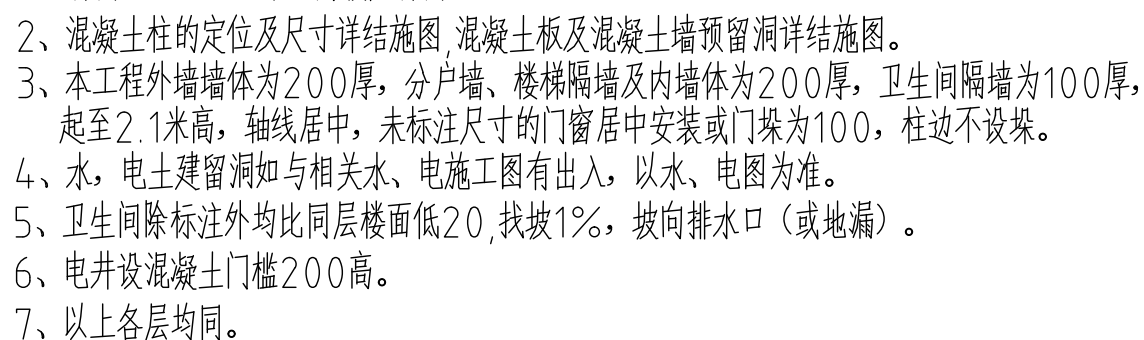 2、混凝土柱的定位及尺寸详结施图,混凝土板及混凝土墙预留洞详结施图。
3、本工程外墙墙体为200厚，分户墙、楼梯隔墙及内墙体为200厚，卫生间隔墙为100厚，
起至2.1米高，轴线居中，未标注尺寸的门窗居中安装或门垛为100，柱边不设垛。
4、水，电土建留洞如与相关水、电施工图有出入，以水、电图为准。
5、卫生间除标注外均比同层楼面低20,找坡1%，坡向排水口（或地漏）。
6、电井设混凝土门槛200高。
7、以上各层均同。